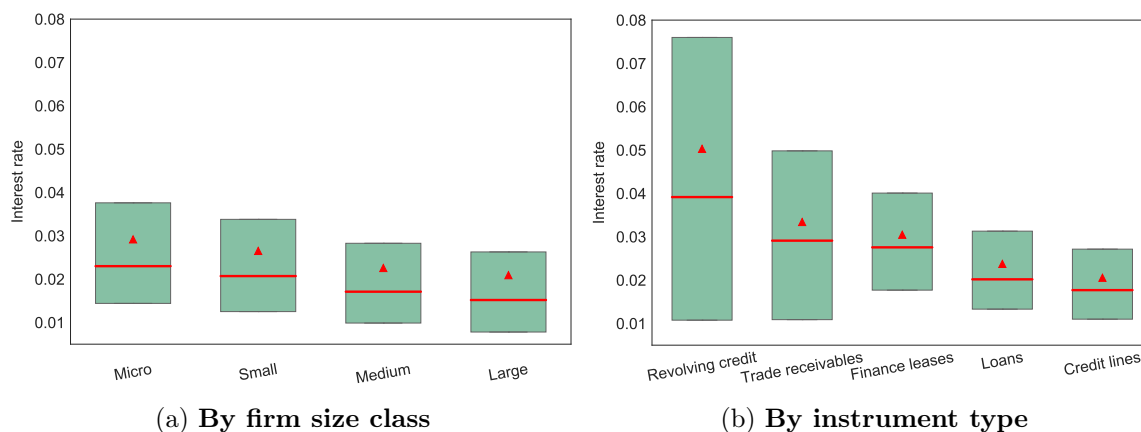 0.08
0.07
0.06
0.05
0.04
0.03
0.02
0.01
Interest rate
Micro
Small
Medium
Large
(a) By firm size class
0.08
0.07
0.06
0.05
0.04
0.03
0.02
0.01
Interest rate
Revolving credit
Trade receivables
Finance leases
Loans
Credit lines
(b) By instrument type